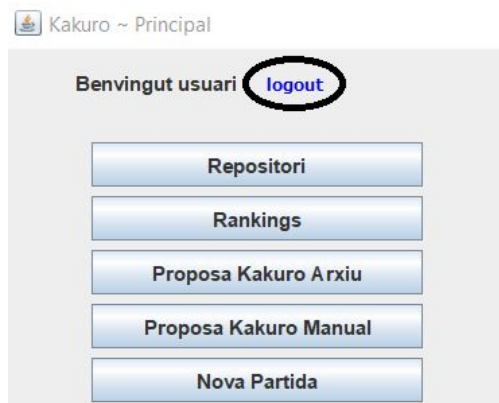 Kakuro ~ Principal
Benvingut usuari logout
Repositori
Rankings
Proposa Kakuro Arxiu
Proposa Kakuro Manual
Nova Partida